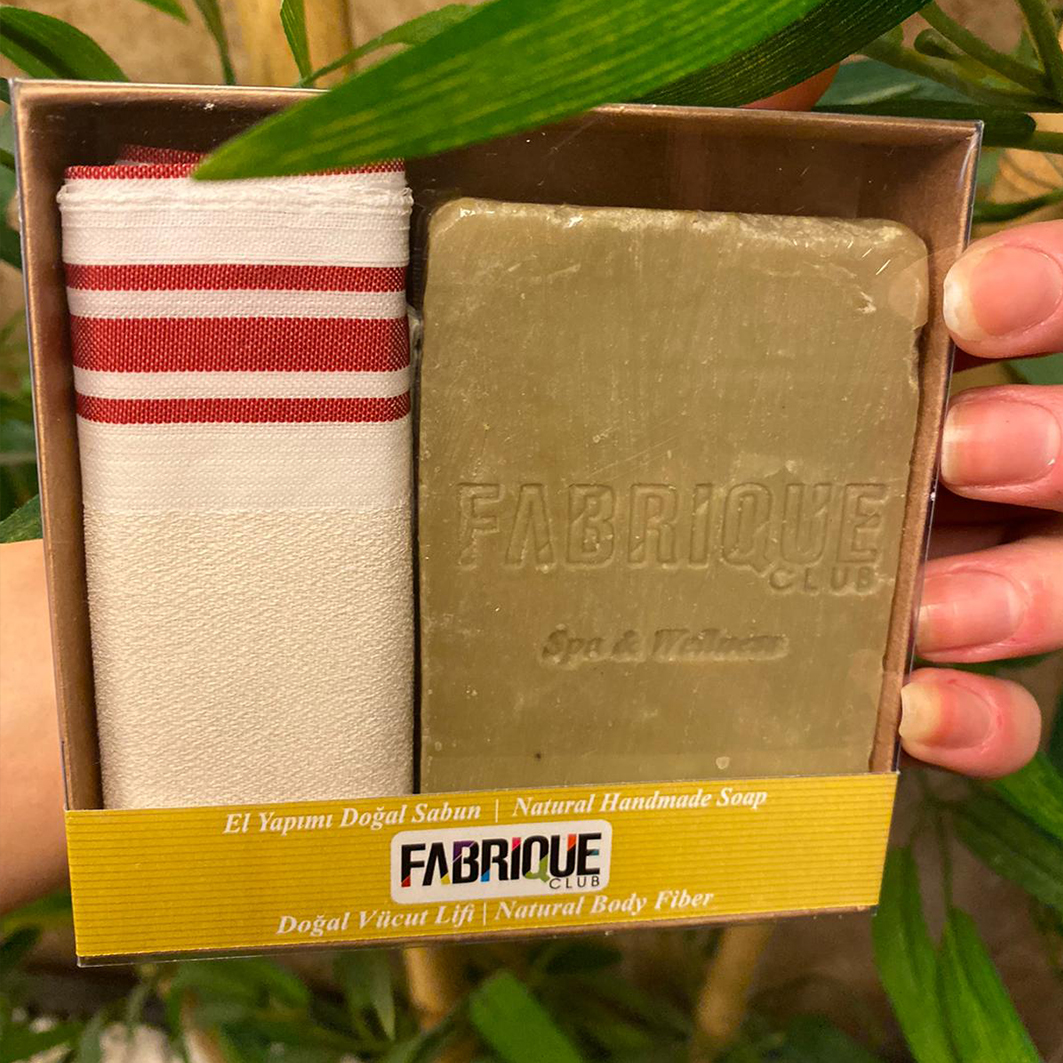 FABRIQUE
CLUB
Spa & Wellness
El Yapımı Doğal Sabun | Natural Handmade Soap
FABRIQUE
CLUB
Doğal Vücut Lifi | Natural Body Fiber